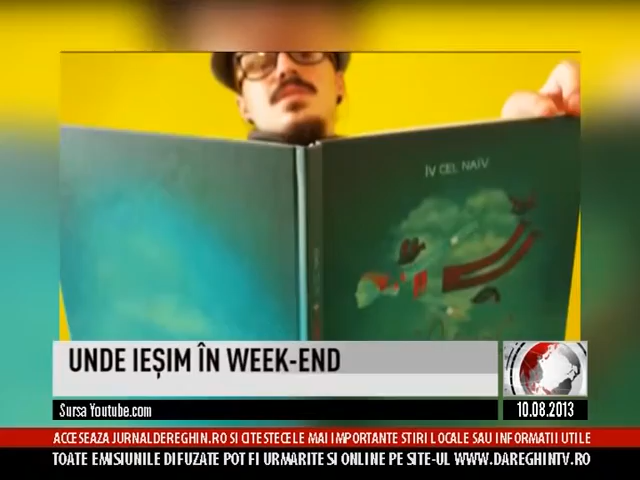 ÎV CEL NAIV
UNDE IEȘIM ÎN WEEK-END
Sursa Youtube.com
10.08.2013
ACCESEAZA JURNALDEREGHIN.RO SI CITESTE CELE MAI IMPORTANTE STIRI LOCALE SAU INFORMATII UTILE
TOATE EMISIUNILE DIFUZATE POT FI URMARITE SI ONLINE PE SITE-UL WWW.DAREGHINTV.RO